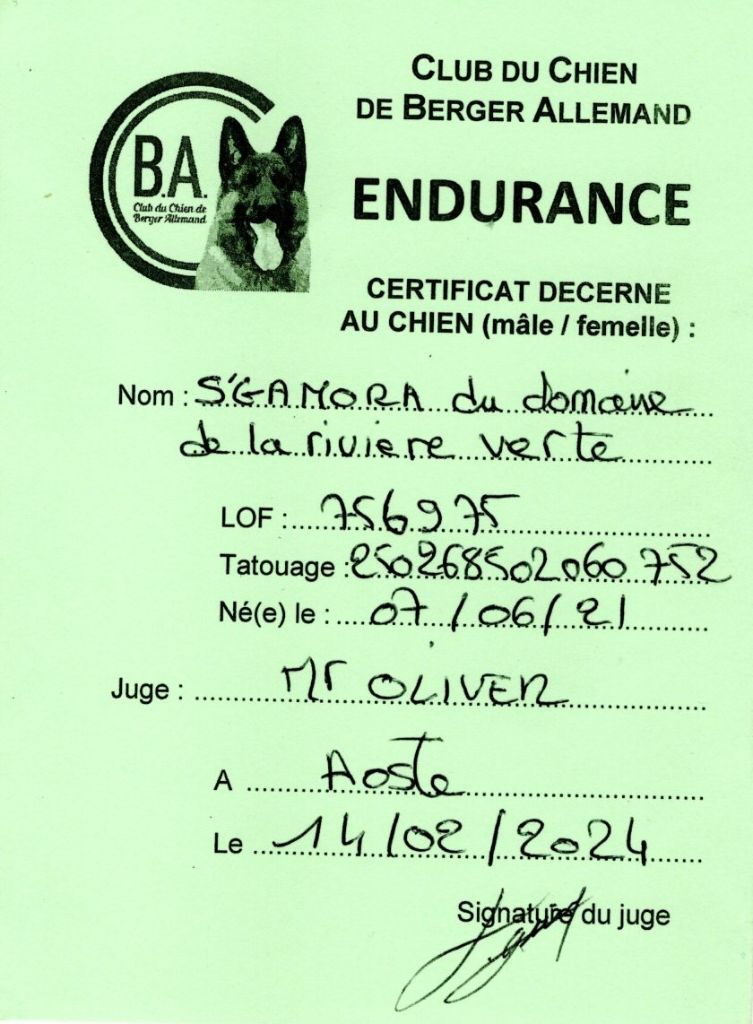 CLUB DU CHIEN
DE BERGER ALLEMAND
B.A.
Club du Chien de
Berger Allemand
ENDURANCE
CERTIFICAT DECERNE
AU CHIEN (mâle / femelle) :
Nom : S'GAMORA du domaine
de la riviere verte
LOF : 756975
Tatouage : 250268502060752
Né(e) le : 07/06/21
Juge : Mr OLIVER
A Aoste
Le 14/02/2024
Signature du juge